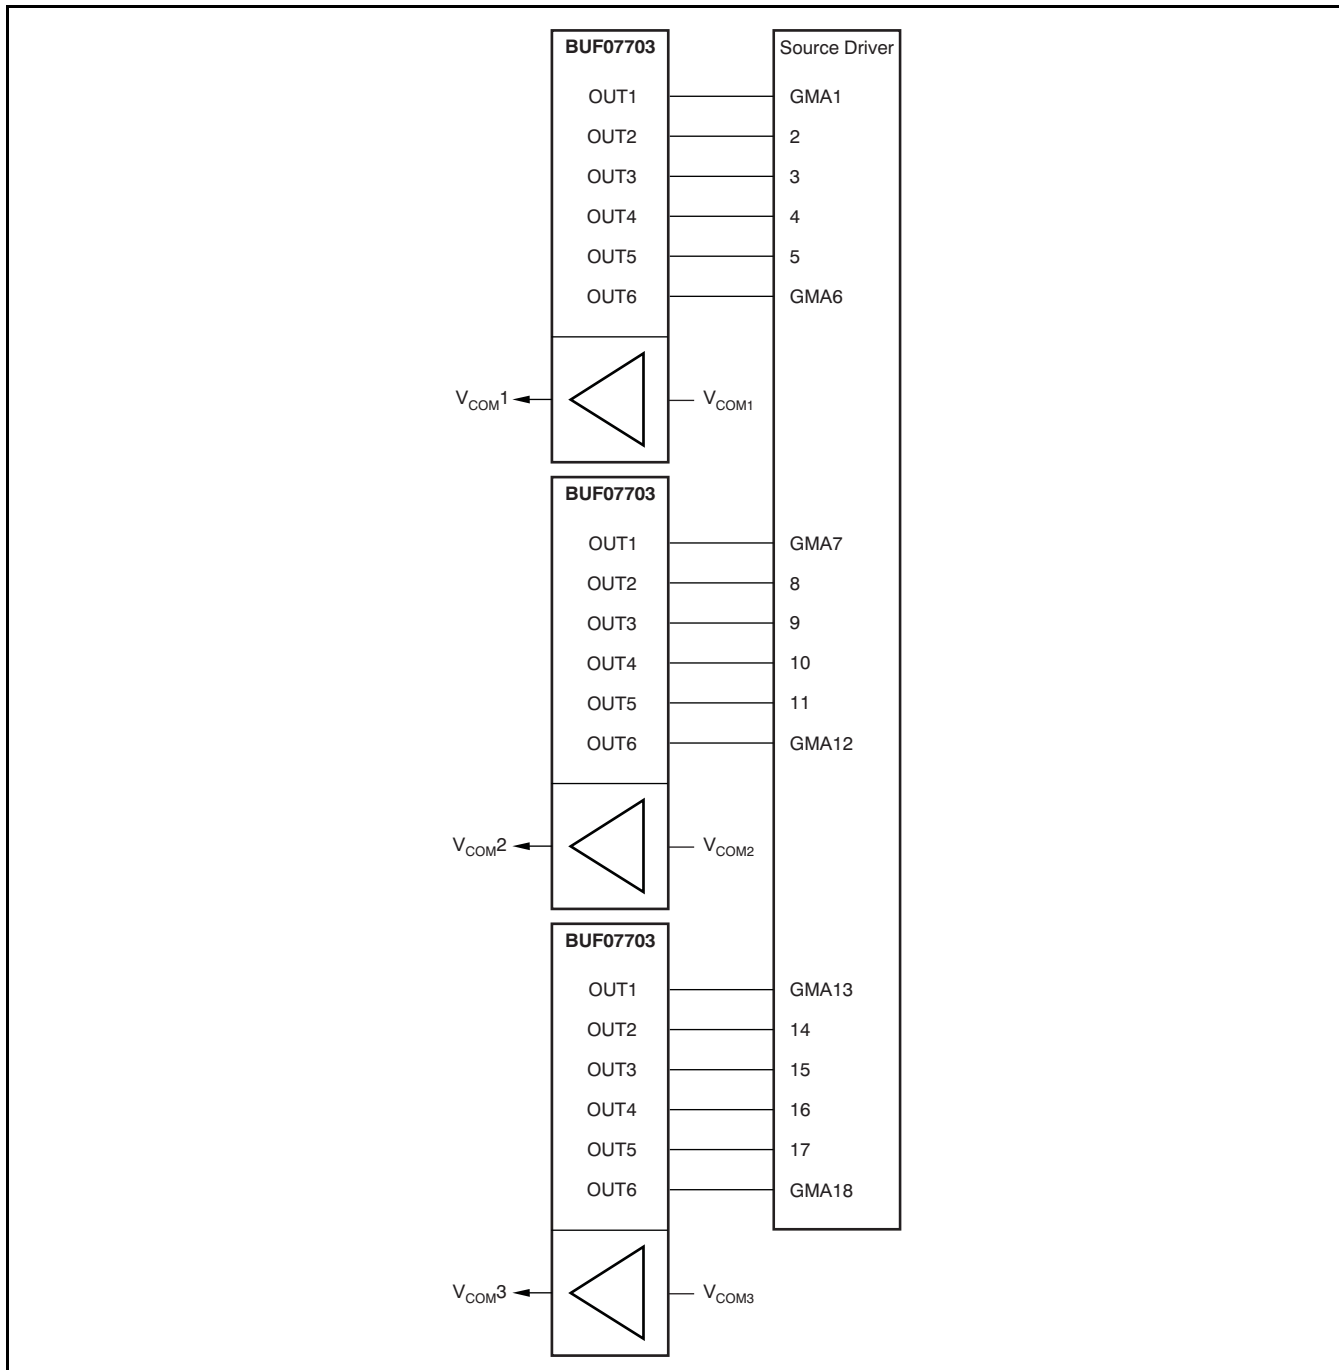 BUF07703 Source Driver
OUT1 GMA1
OUT2 2
OUT3 3
OUT4 4
OUT5 5
OUT6 GMA6
VCOM1 VCOM1
BUF07703
OUT1 GMA7
OUT2 8
OUT3 9
OUT4 10
OUT5 11
OUT6 GMA12
VCOM2 VCOM2
BUF07703
OUT1 GMA13
OUT2 14
OUT3 15
OUT4 16
OUT5 17
OUT6 GMA18
VCOM3 VCOM3